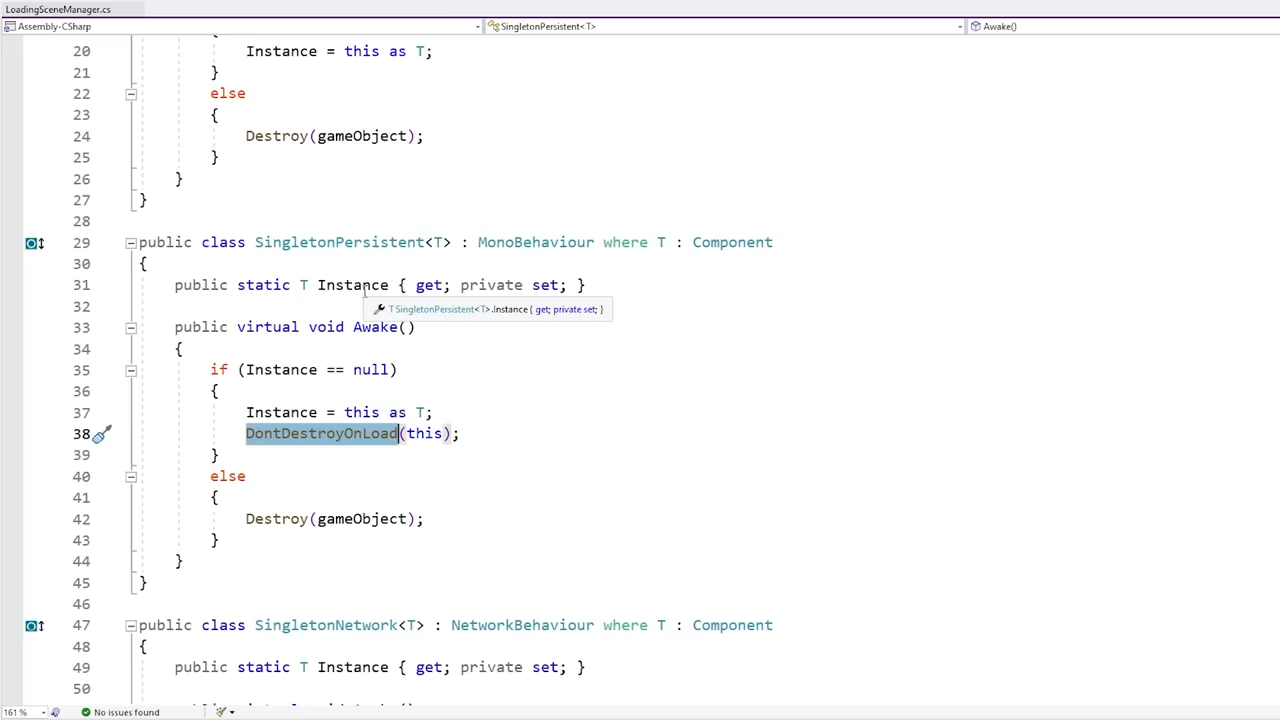 LoadingSceneManager.cs
Assembly-CSharp SingletonPersistent<T> Awake()
20 Instance = this as T;
21 }
22 else
23 {
24 Destroy(gameObject);
25 }
26 }
27 }
28
29 public class SingletonPersistent<T> : MonoBehaviour where T : Component
30 {
31 public static T Instance { get; private set; }
32 T SingletonPersistent<T>.Instance { get; private set; }
33 public virtual void Awake()
34 {
35 if (Instance == null)
36 {
37 Instance = this as T;
38 DontDestroyOnLoad(this);
39 }
40 else
41 {
42 Destroy(gameObject);
43 }
44 }
45 }
46
47 public class SingletonNetwork<T> : NetworkBehaviour where T : Component
48 {
49 public static T Instance { get; private set; }
50
161 % No issues found